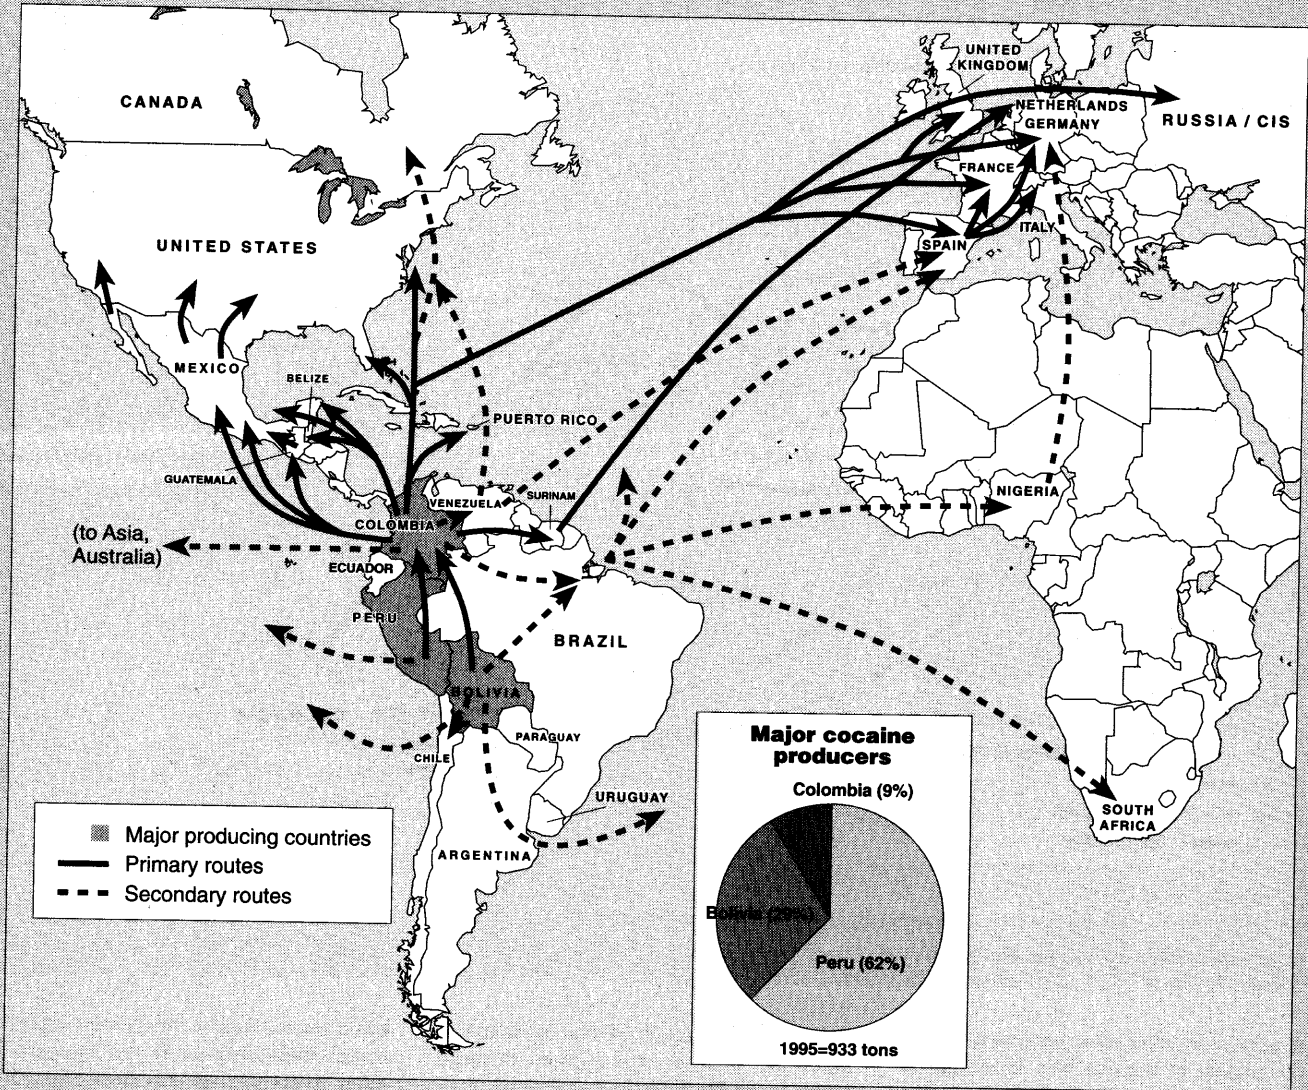 UNITED
KINGDOM
CANADA
NETHERLANDS
GERMANY
RUSSIA / CIS
FRANCE
UNITED STATES
ITALY
SPAIN
MEXICO
BELIZE
PUERTO RICO
GUATEMALA
VENEZUELA
SURINAM
NIGERIA
COLOMBIA
(to Asia,
Australia)
ECUADOR
PERU
BRAZIL
BOLIVIA
PARAGUAY
CHILE
URUGUAY
ARGENTINA
SOUTH
AFRICA
Major producing countries
Primary routes
Secondary routes
Major cocaine
producers
Colombia (9%)
Bolivia (29%)
Peru (62%)
1995=933 tons